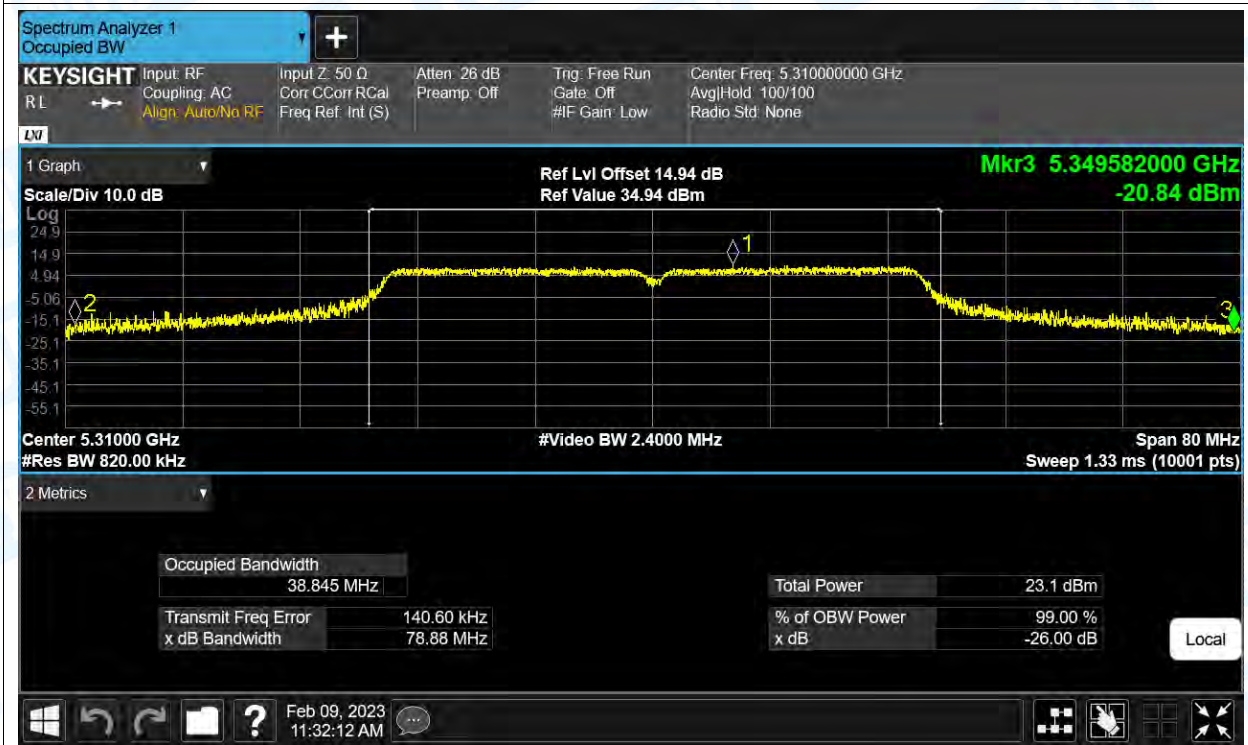 Spectrum Analyzer 1
Occupied BW
+
KEYSIGHT Input: RF Input Z: 50 Ω Atten: 26 dB Trig: Free Run Center Freq: 5.310000000 GHz
R L Coupling: AC Corr CCorr RCal Preamp: Off Gate: Off Avg|Hold: 100/100
Align: Auto/No RF Freq Ref: Int (S) #IF Gain: Low Radio Std: None
LXI
1 Graph Ref Lvl Offset 14.94 dB Mkr3 5.349582000 GHz
Scale/Div 10.0 dB Ref Value 34.94 dBm -20.84 dBm
Log
24.9
14.9
4.94
-5.06
-15.1
-25.1
-35.1
-45.1
-55.1
1
2
3
Center 5.31000 GHz #Video BW 2.4000 MHz Span 80 MHz
#Res BW 820.00 kHz Sweep 1.33 ms (10001 pts)
2 Metrics
Occupied Bandwidth
38.845 MHz Total Power 23.1 dBm
Transmit Freq Error 140.60 kHz % of OBW Power 99.00 %
x dB Bandwidth 78.88 MHz x dB -26.00 dB
Local
? Feb 09, 2023
11:32:12 AM